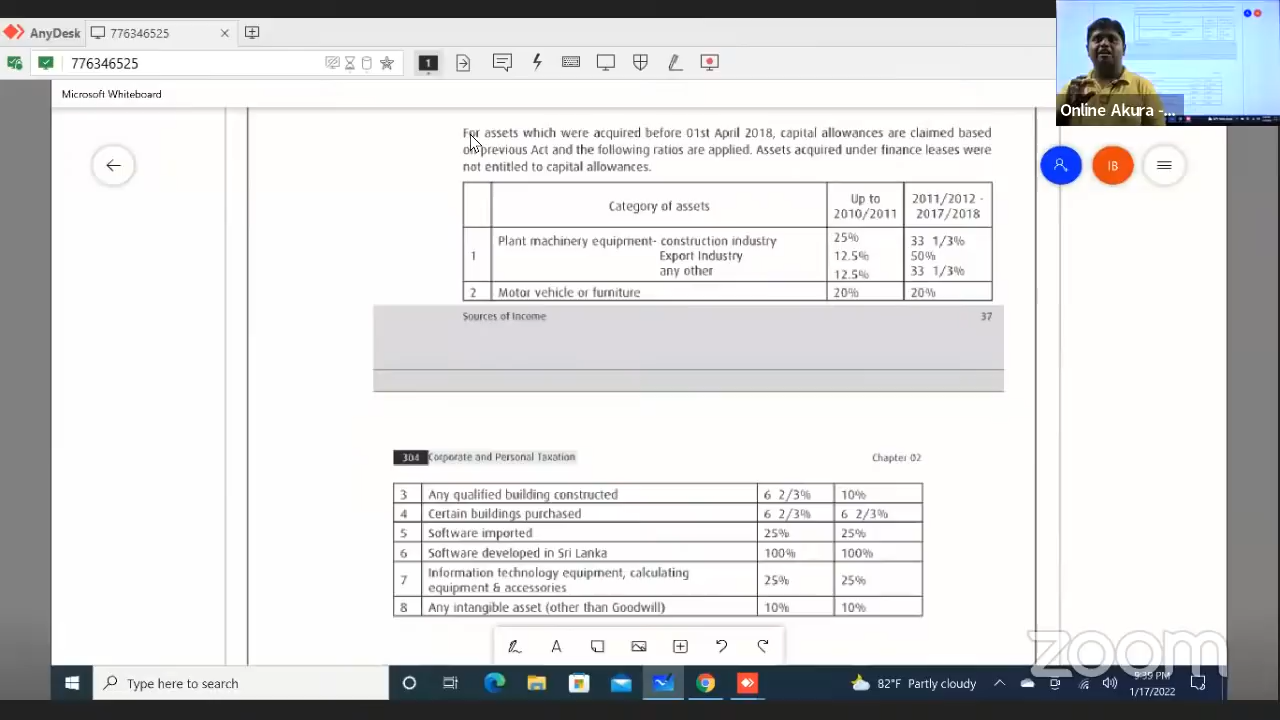 AnyDesk
776346525
776346525
1
Microsoft Whiteboard
Online Akura -...
IB
For assets which were acquired before 01st April 2018, capital allowances are claimed based
on previous Act and the following ratios are applied. Assets acquired under finance leases were
not entitled to capital allowances.
Category of assets
Up to
2010/2011
2011/2012 -
2017/2018
1
Plant machinery equipment- construction industry
Export Industry
any other
25%
12.5%
12.5%
33 1/3%
50%
33 1/3%
2 Motor vehicle or furniture 20% 20%
Sources of Income 37
304 Corporate and Personal Taxation Chapter 02
3 Any qualified building constructed 6 2/3% 10%
4 Certain buildings purchased 6 2/3% 6 2/3%
5 Software imported 25% 25%
6 Software developed in Sri Lanka 100% 100%
7 Information technology equipment, calculating
equipment & accessories 25% 25%
8 Any intangible asset (other than Goodwill) 10% 10%
zoom
Type here to search
82°F Partly cloudy
9:39 PM
1/17/2022